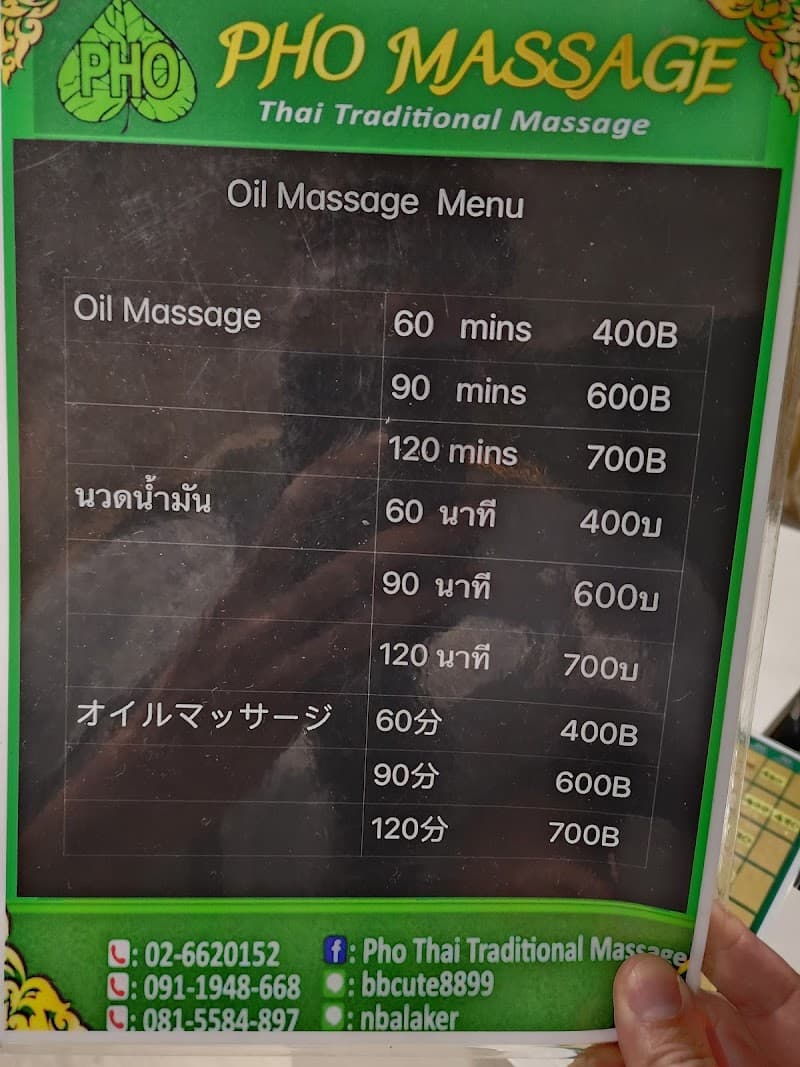 PHO
PHO MASSAGE
Thai Traditional Massage
Oil Massage Menu
Oil Massage 60 mins 400B
90 mins 600B
120 mins 700B
นวดน้ำมัน 60 นาที 400บ
90 นาที 600บ
120 นาที 700บ
オイルマッサージ 60分 400B
90分 600B
120分 700B
: 02-6620152 f : Pho Thai Traditional Massage
: 091-1948-668 : bbcute8899
: 081-5584-897 : nbalaker